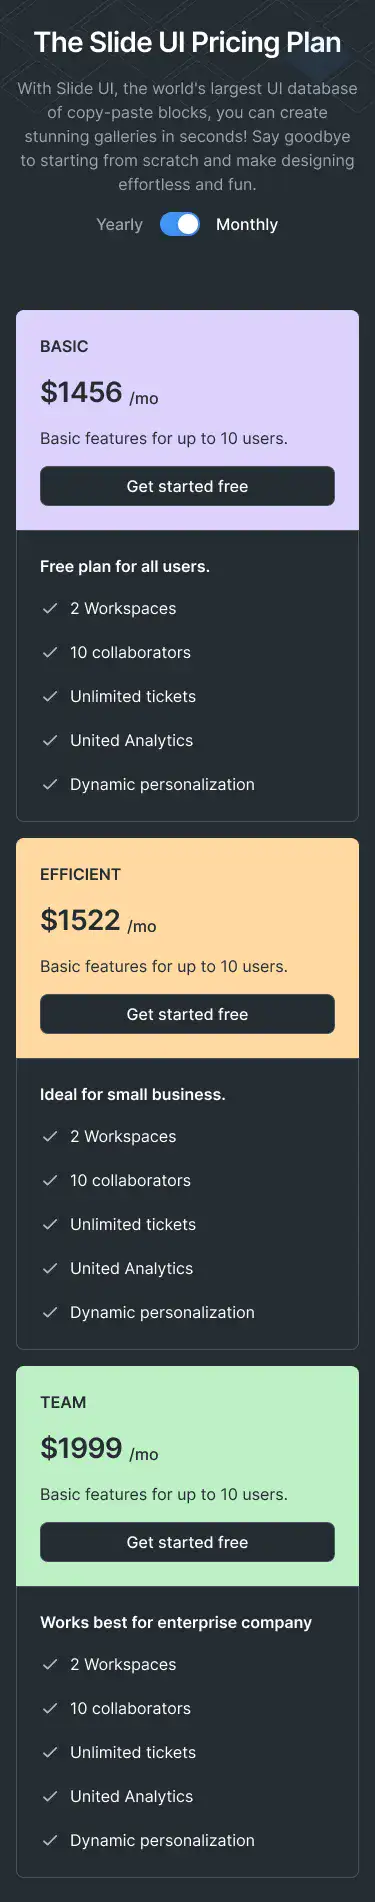 The Slide UI Pricing Plan
With Slide UI, the world's largest UI database
of copy-paste blocks, you can create
stunning galleries in seconds! Say goodbye
to starting from scratch and make designing
effortless and fun.
Yearly Monthly
BASIC
$1456 /mo
Basic features for up to 10 users.
Get started free
Free plan for all users.
2 Workspaces
10 collaborators
Unlimited tickets
United Analytics
Dynamic personalization
EFFICIENT
$1522 /mo
Basic features for up to 10 users.
Get started free
Ideal for small business.
2 Workspaces
10 collaborators
Unlimited tickets
United Analytics
Dynamic personalization
TEAM
$1999 /mo
Basic features for up to 10 users.
Get started free
Works best for enterprise company
2 Workspaces
10 collaborators
Unlimited tickets
United Analytics
Dynamic personalization